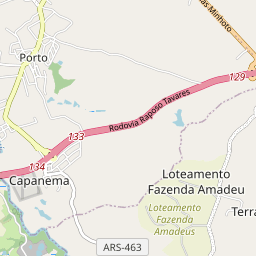 as Minhoto
Porto
129
Rodovia Raposo Tavares
133
134
Capanema
Loteamento
Fazenda Amadeu
Loteamento
Fazenda
Amadeus
Terra
ARS-463